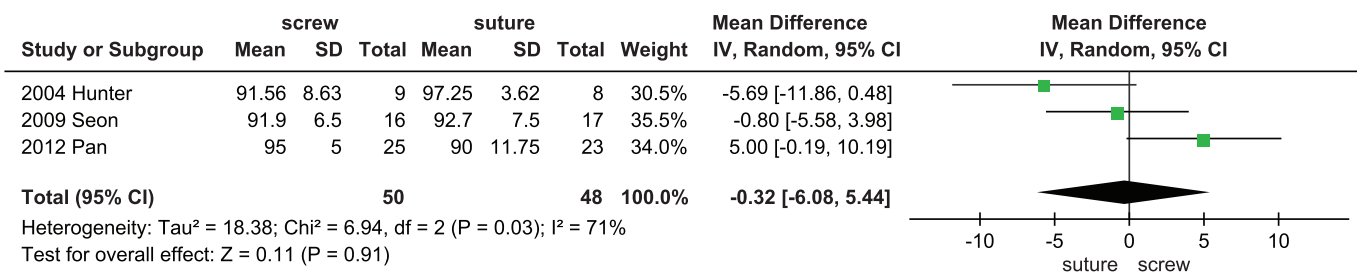 screw suture Mean Difference Mean Difference
Study or Subgroup Mean SD Total Mean SD Total Weight IV, Random, 95% CI IV, Random, 95% CI
2004 Hunter 91.56 8.63 9 97.25 3.62 8 30.5% -5.69 [-11.86, 0.48]
2009 Seon 91.9 6.5 16 92.7 7.5 17 35.5% -0.80 [-5.58, 3.98]
2012 Pan 95 5 25 90 11.75 23 34.0% 5.00 [-0.19, 10.19]
Total (95% CI) 50 48 100.0% -0.32 [-6.08, 5.44]
Heterogeneity: Tau² = 18.38; Chi² = 6.94, df = 2 (P = 0.03); I² = 71%
Test for overall effect: Z = 0.11 (P = 0.91)
-10 -5 0 5 10
suture screw